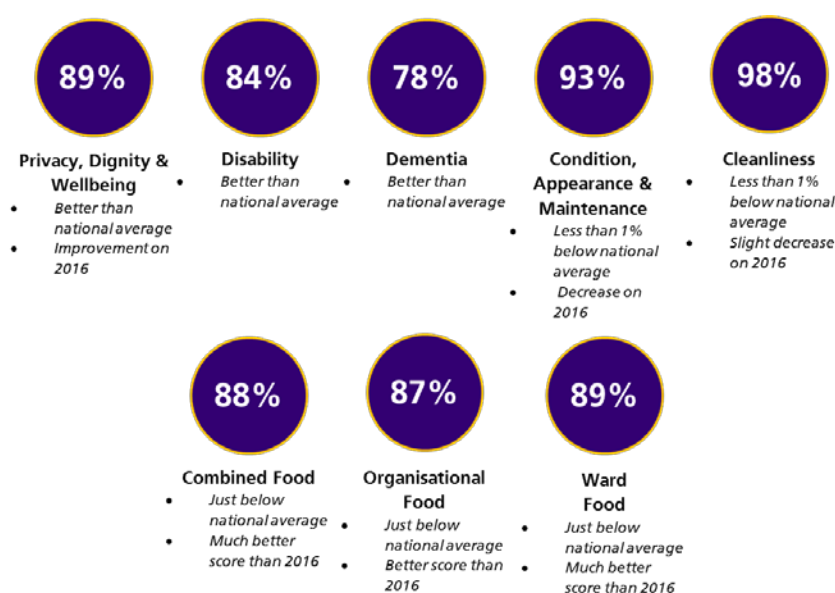 89%
Privacy, Dignity &
Wellbeing
• Better than
national average
• Improvement on
2016
84%
Disability
• Better than
national average
78%
Dementia
• Better than
national average
93%
Condition,
Appearance &
Maintenance
• Less than 1%
below national
average
• Decrease on
2016
98%
Cleanliness
• Less than 1%
below national
average
• Slight decrease
on 2016
88%
Combined Food
• Just below
national average
• Much better
score than 2016
87%
Organisational
Food
• Just below
national average
• Better score than
2016
89%
Ward
Food
• Just below
national average
• Much better
score than 2016